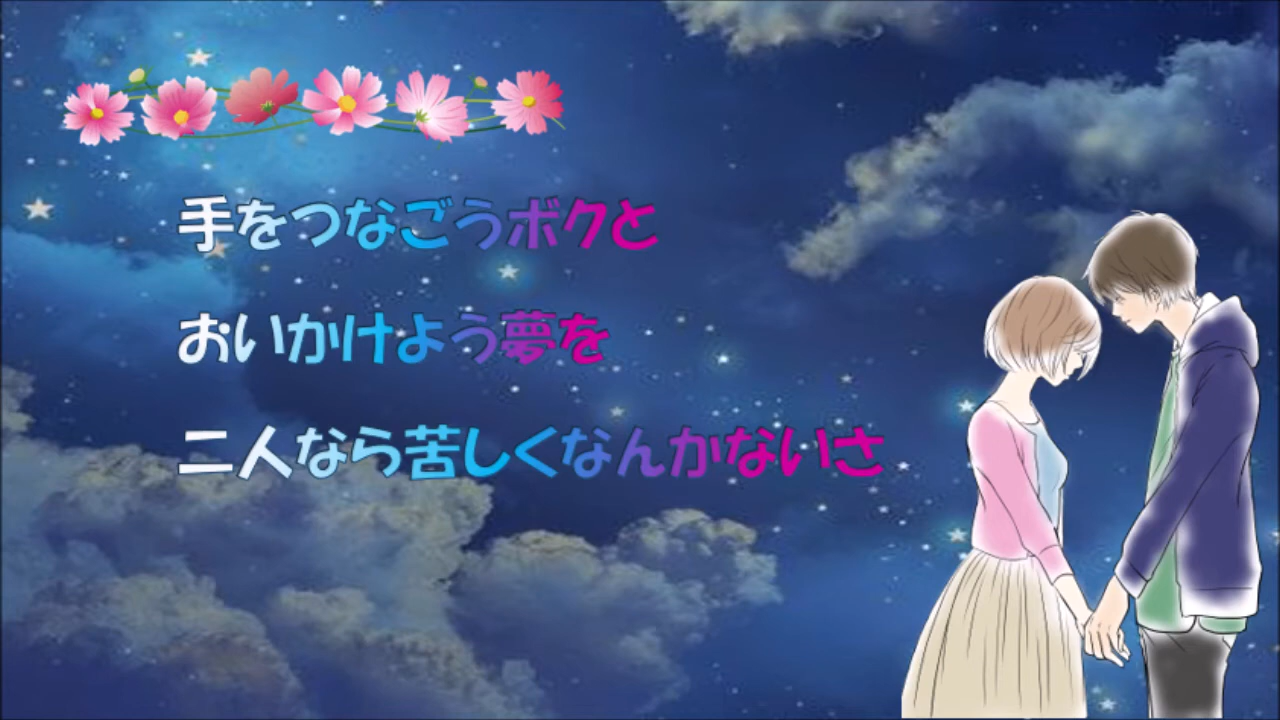 手をつなごうボクと
おいかけよう夢を
二人なら苦しくなんかないさ